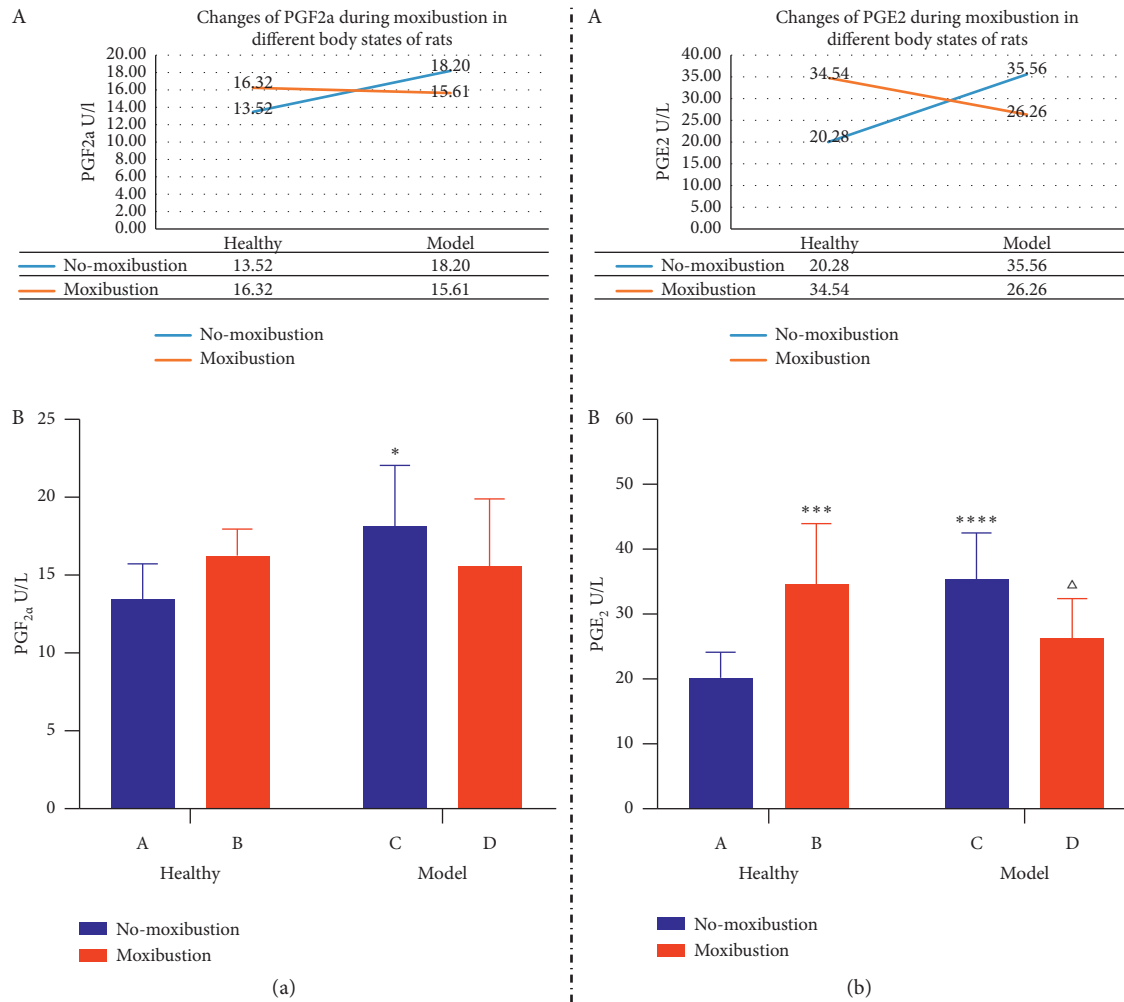 A
Changes of PGF2a during moxibustion in
different body states of rats
PGF2a U/l
20.00
18.00
16.00
14.00
12.00
10.00
8.00
6.00
4.00
2.00
0.00
16.32
13.52
18.20
15.61
Healthy Model
No-moxibustion 13.52 18.20
Moxibustion 16.32 15.61
No-moxibustion
Moxibustion
B
PGF2α U/L
25
20
15
10
5
0
*
A B C D
Healthy Model
No-moxibustion
Moxibustion
(a)
A
Changes of PGE2 during moxibustion in
different body states of rats
PGE2 U/L
40.00
35.00
30.00
25.00
20.00
15.00
10.00
5.00
0.00
34.54
20.28
35.56
26.26
Healthy Model
No-moxibustion 20.28 35.56
Moxibustion 34.54 26.26
No-moxibustion
Moxibustion
B
PGE2 U/L
60
50
40
30
20
10
0
*** **** △
A B C D
Healthy Model
No-moxibustion
Moxibustion
(b)